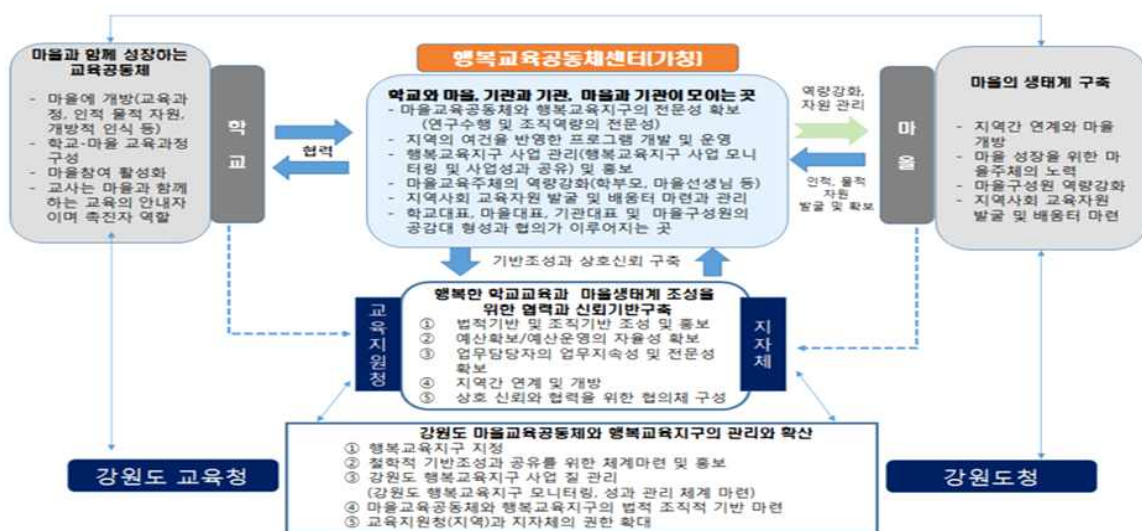 행복교육공동체센터[가칭]
마을과 함께 성장하는
교육공동체
- 마을에 개방(교육과
정, 인적 물적 자원,
개방적 인식 등)
- 학교-마을 교육과정
구성
- 마을참여 활성화
- 교사는 마을과 함께
하는 교육의 안내자
이며 촉진자 역할
학
교
협력
학교와 마을, 기관과 기관, 마을과 기관이 모이는 곳
- 마을교육공동체와 행복교육지구의 전문성 확보
(연구수행 및 조직역량의 전문성)
- 지역의 여건을 반영한 프로그램 개발 및 운영
- 행복교육지구 사업 관리(행복교육지구 사업 모니
터링 및 사업성과 공유) 및 홍보
- 마을교육주체의 역량강화(학부모, 마을선생님 등)
- 지역사회 교육자원 발굴 및 배움터 마련과 관리
- 학교대표, 마을대표, 기관대표 및 마을구성원의
공감대 형성과 협의가 이루어지는 곳
역량강화,
자원 관리
인적, 물적
자원
발굴 및 확보
마
을
마을의 생태계 구축
- 지역간 연계와 마을
개방
- 마을 성장을 위한 마
을주체의 노력
- 마을구성원 역량강화
- 지역사회 교육자원
발굴 및 배움터 마련
기반조성과 상호신뢰 구축
교육지원청
행복한 학교교육과 마을생태계 조성을
위한 협력과 신뢰기반구축
① 법적기반 및 조직기반 조성 및 홍보
② 예산확보/예산운영의 자율성 확보
③ 업무담당자의 업무지속성 및 전문성
확보
④ 지역간 연계 및 개방
⑤ 상호 신뢰와 협력을 위한 협의체 구성
지자체
강원도 교육청
강원도 마을교육공동체와 행복교육지구의 관리와 확산
① 행복교육지구 지정
② 철학적 기반조성과 공유를 위한 체계마련 및 홍보
③ 강원도 행복교육지구 사업 질 관리
(강원도 행복교육지구 모니터링, 성과 관리 체계 마련)
④ 마을교육공동체와 행복교육지구의 법적 조직적 기반 마련
⑤ 교육지원청(지역)과 지자체의 권한 확대
강원도청